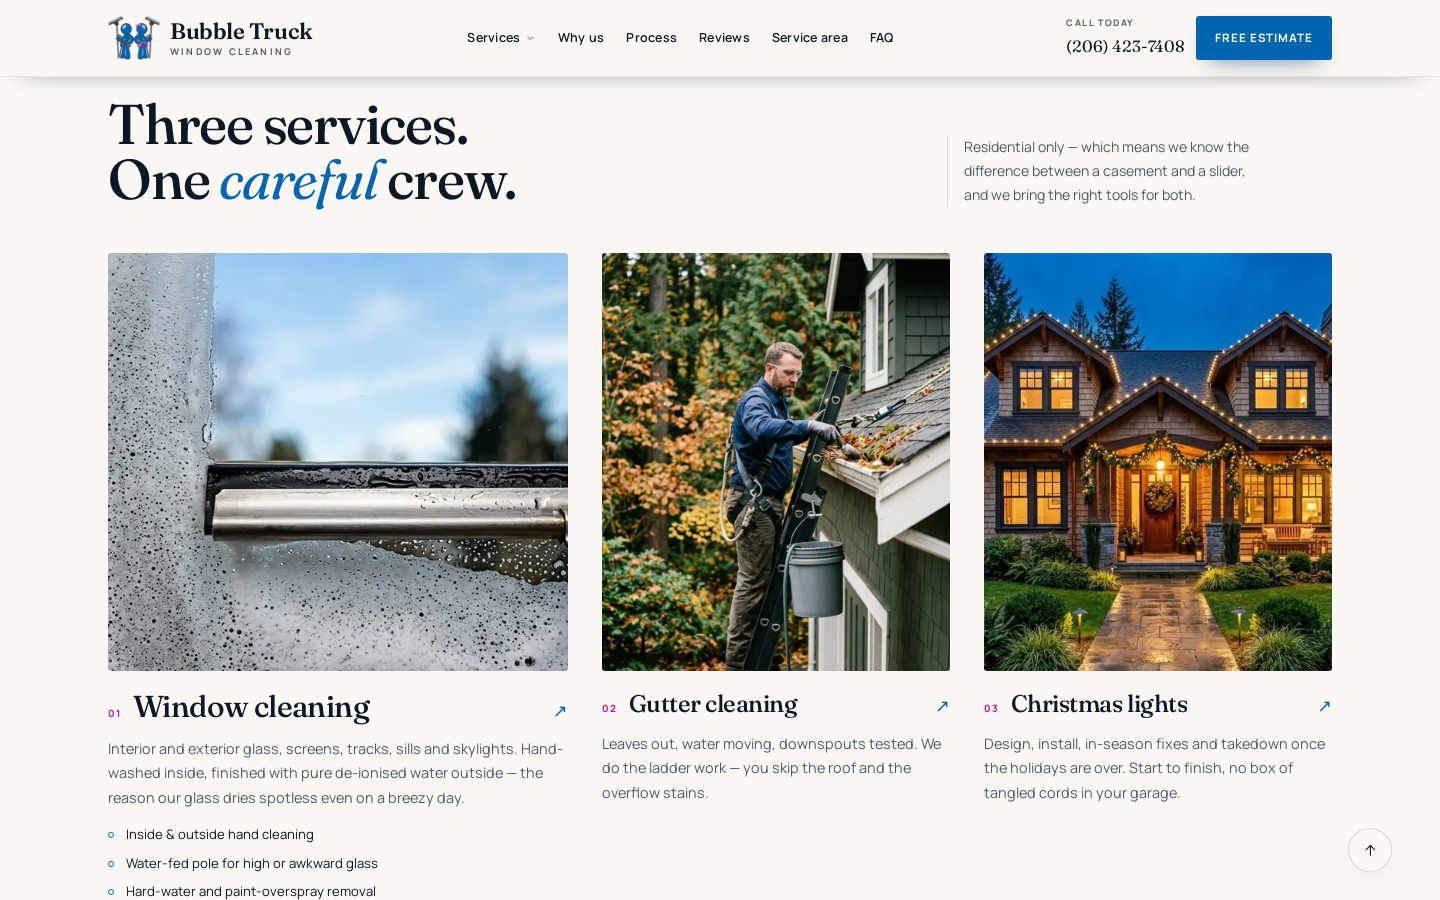 Bubble Truck
WINDOW CLEANING
Services
Why us
Process
Reviews
Service area
FAQ
CALL TODAY
(206) 423-7408
FREE ESTIMATE
Three services.
One careful crew.
Residential only — which means we know the
difference between a casement and a slider,
and we bring the right tools for both.
01 Window cleaning
Interior and exterior glass, screens, tracks, sills and skylights. Hand-
washed inside, finished with pure de-ionised water outside — the
reason our glass dries spotless even on a breezy day.
Inside & outside hand cleaning
Water-fed pole for high or awkward glass
Hard-water and paint-overspray removal
02 Gutter cleaning
Leaves out, water moving, downspouts tested. We
do the ladder work — you skip the roof and the
overflow stains.
03 Christmas lights
Design, install, in-season fixes and takedown once
the holidays are over. Start to finish, no box of
tangled cords in your garage.